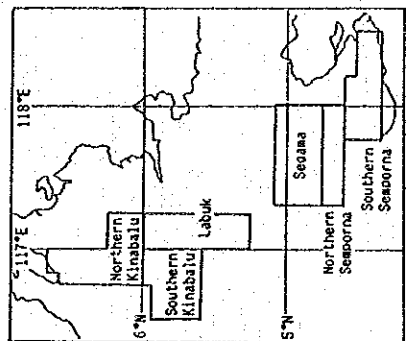 117°E
118°E
6°N
5°N
Northern
Kinabalu
Southern
Kinabalu
Labuk
Segama
Northern
Semporna
Southern
Semporna